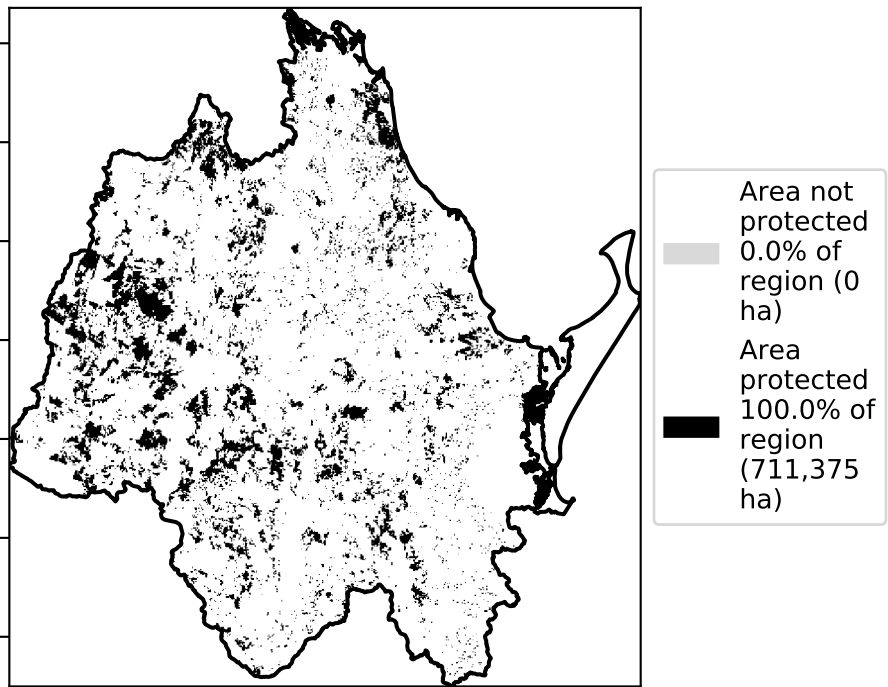 Area not
protected
0.0% of
region (0
ha)
Area
protected
100.0% of
region
(711,375
ha)